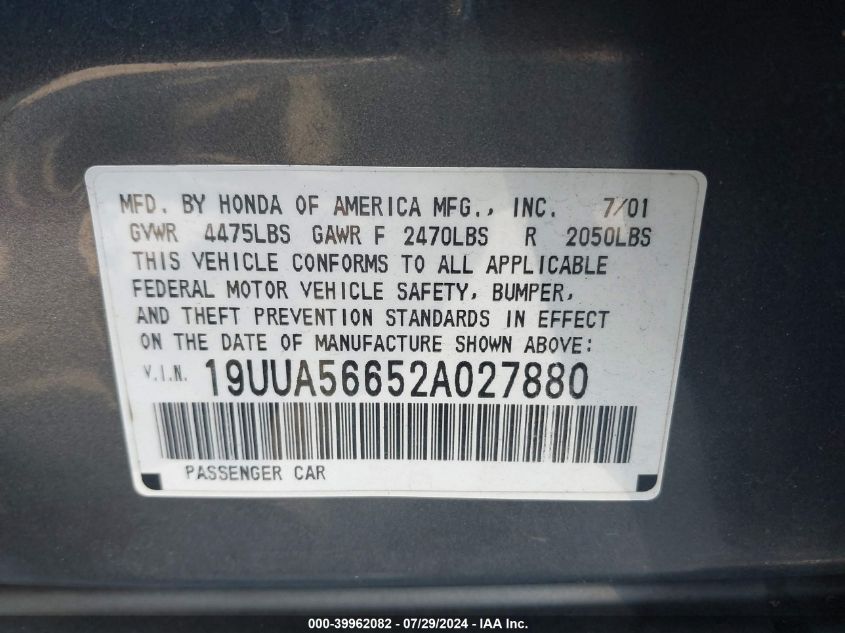 MFD. BY HONDA OF AMERICA MFG., INC. 7/01
GVWR 4475LBS GAWR F 2470LBS R 2050LBS
THIS VEHICLE CONFORMS TO ALL APPLICABLE
FEDERAL MOTOR VEHICLE SAFETY, BUMPER,
AND THEFT PREVENTION STANDARDS IN EFFECT
ON THE DATE OF MANUFACTURE SHOWN ABOVE:
V.I.N. 19UUA56652A027880
PASSENGER CAR
000-39962082 - 07/29/2024 - IAA Inc.